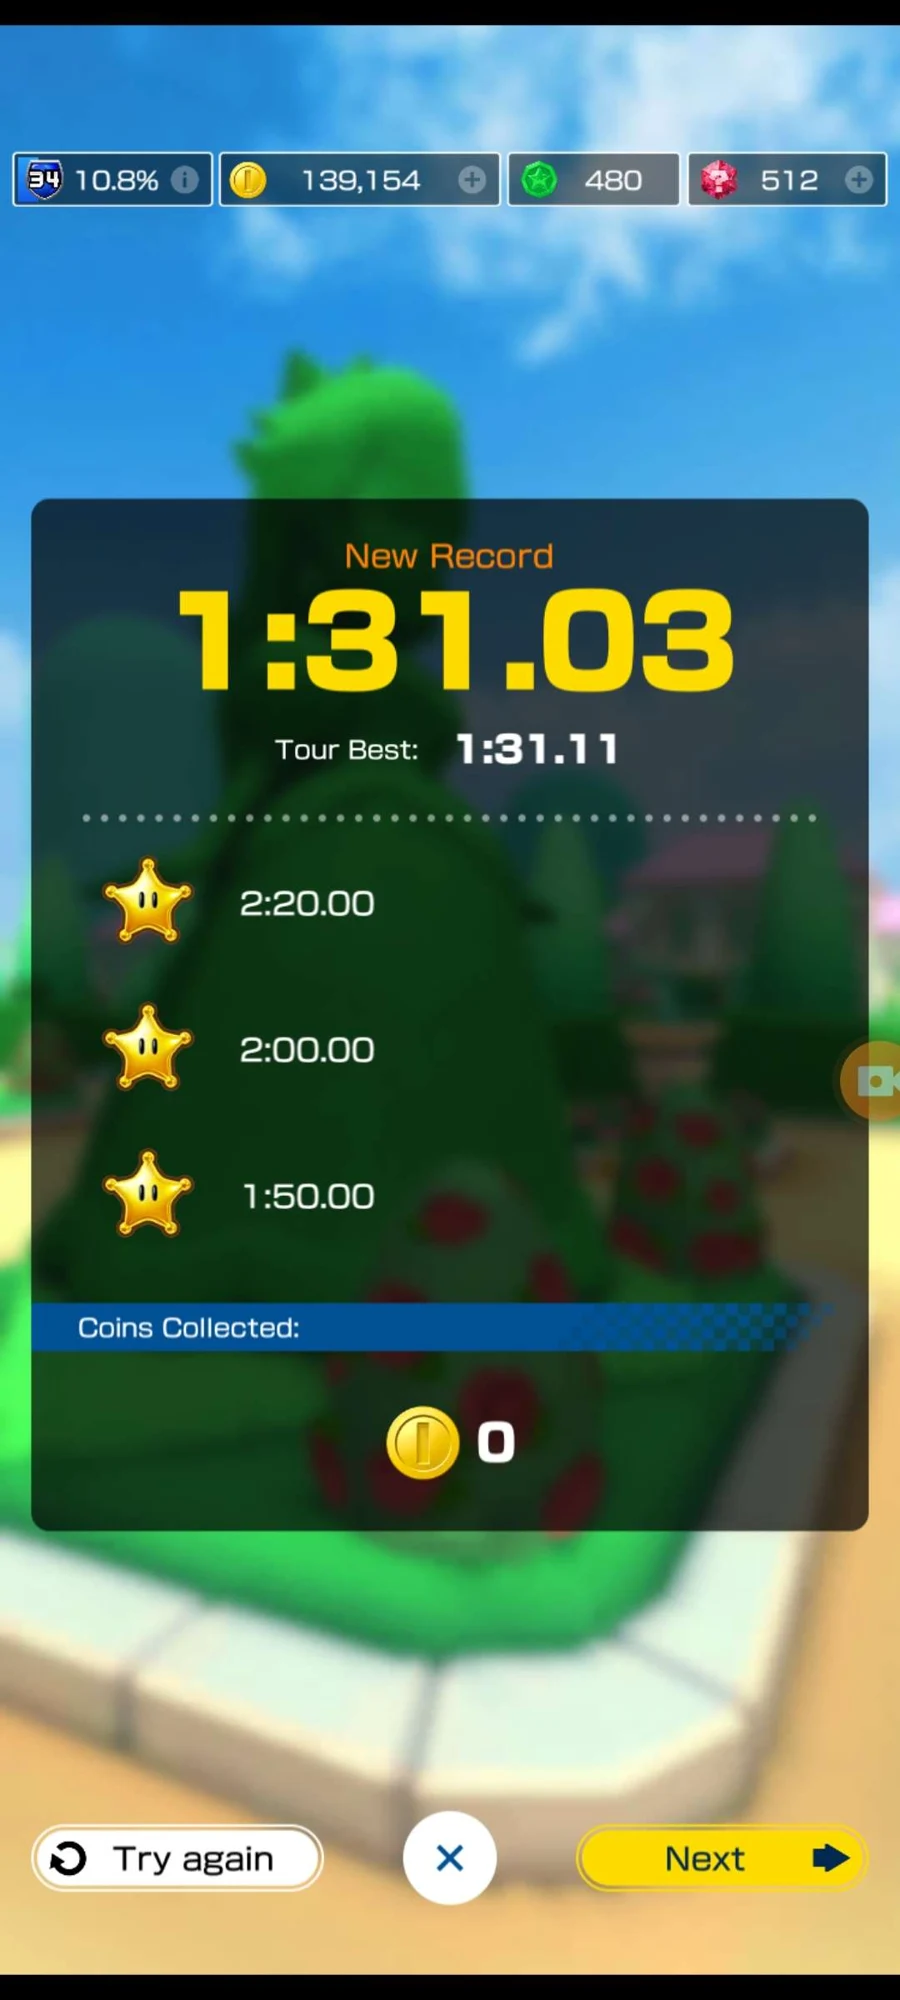 34 10.8% 139,154 480 512
New Record
1:31.03
Tour Best: 1:31.11
2:20.00
2:00.00
1:50.00
Coins Collected:
0
Try again Next